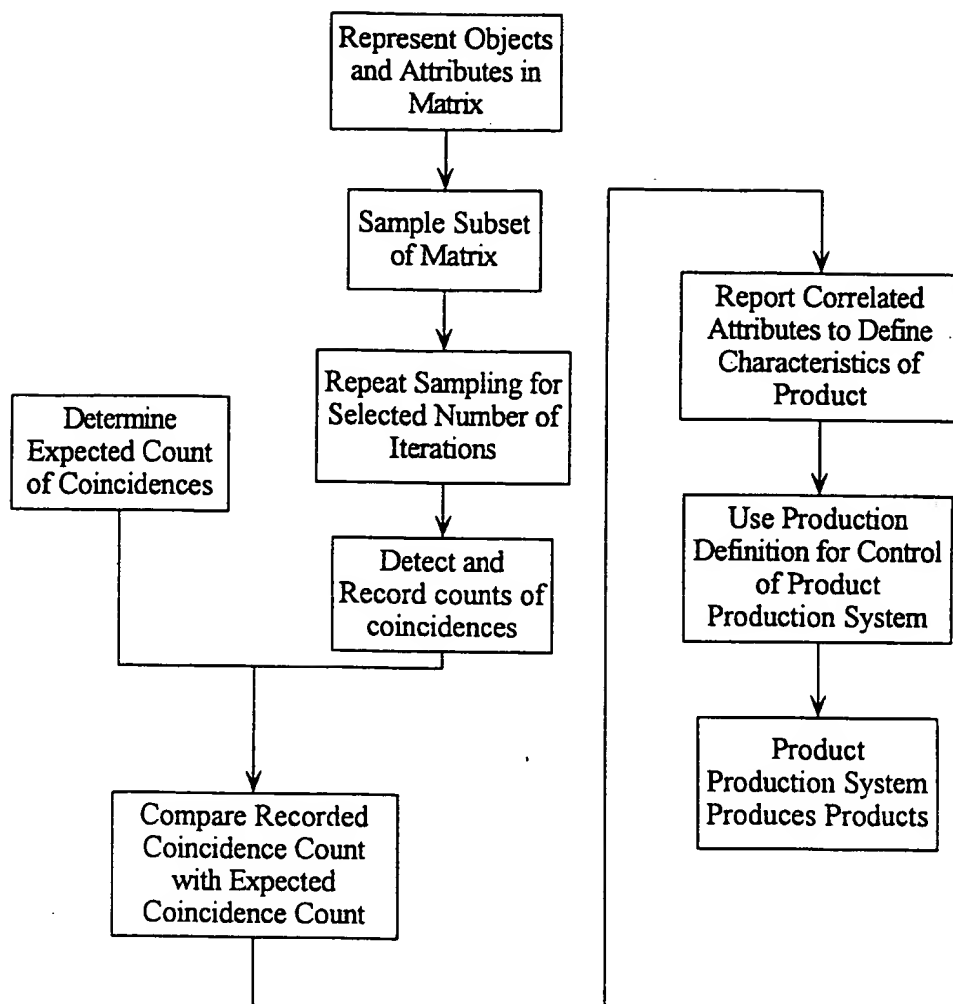 Represent Objects
and Attributes in
Matrix
Sample Subset
of Matrix
Repeat Sampling for
Selected Number of
Iterations
Determine
Expected Count
of Coincidences
Detect and
Record counts of
coincidences
Compare Recorded
Coincidence Count
with Expected
Coincidence Count
Report Correlated
Attributes to Define
Characteristics of
Product
Use Production
Definition for Control
of Product
Production System
Product
Production System
Produces Products